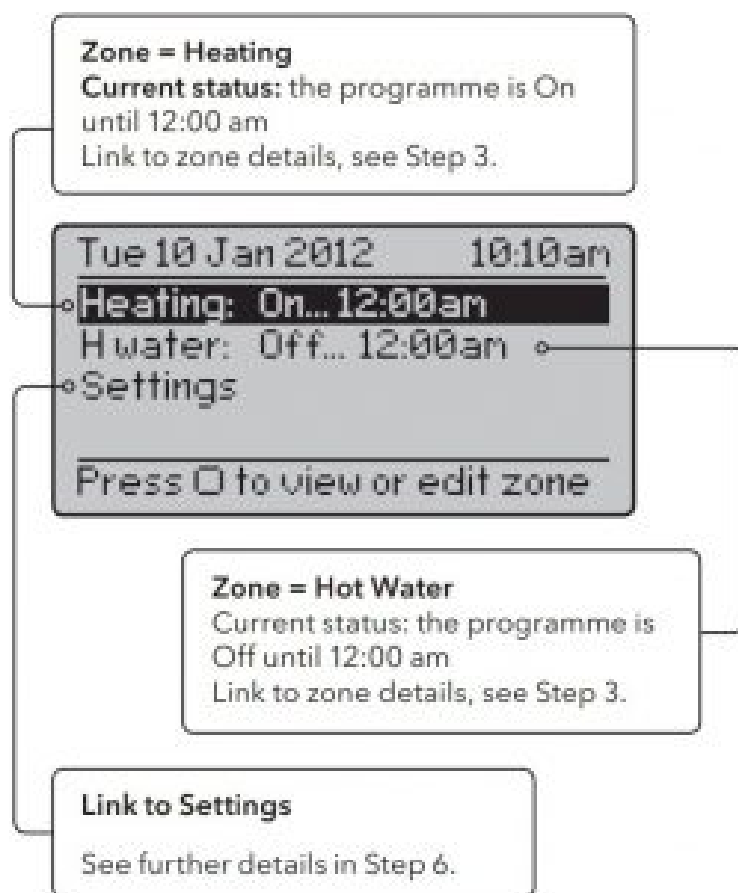 Zone = Heating
Current status: the programme is On
until 12:00 am
Link to zone details, see Step 3.
Tue 10 Jan 2012 10:10am
Heating: On... 12:00am
H water: Off... 12:00am
Settings
Press □ to view or edit zone
Zone = Hot Water
Current status: the programme is
Off until 12:00 am
Link to zone details, see Step 3.
Link to Settings
See further details in Step 6.